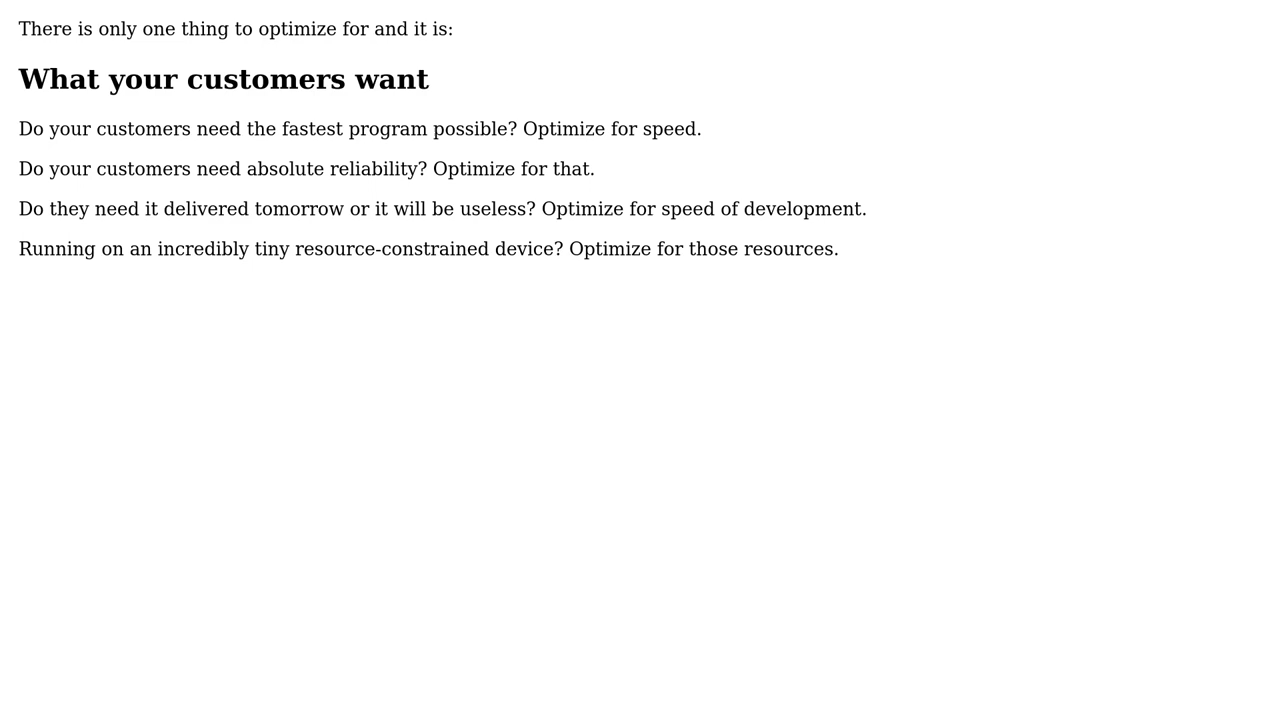 There is only one thing to optimize for and it is:
What your customers want
Do your customers need the fastest program possible? Optimize for speed.
Do your customers need absolute reliability? Optimize for that.
Do they need it delivered tomorrow or it will be useless? Optimize for speed of development.
Running on an incredibly tiny resource-constrained device? Optimize for those resources.